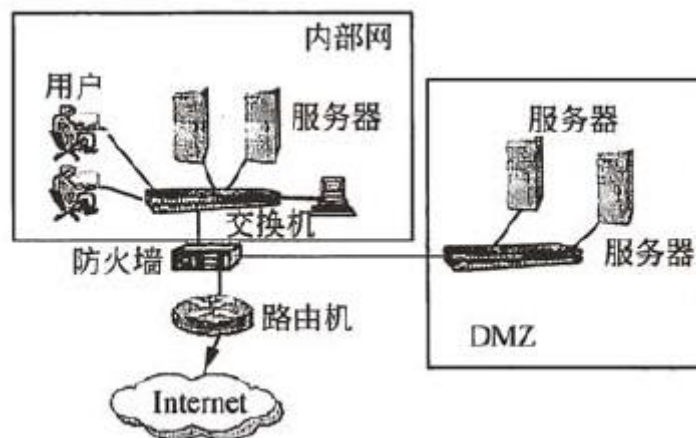 内部网
用户
服务器
服务器
交换机
服务器
防火墙
路由机
DMZ
Internet